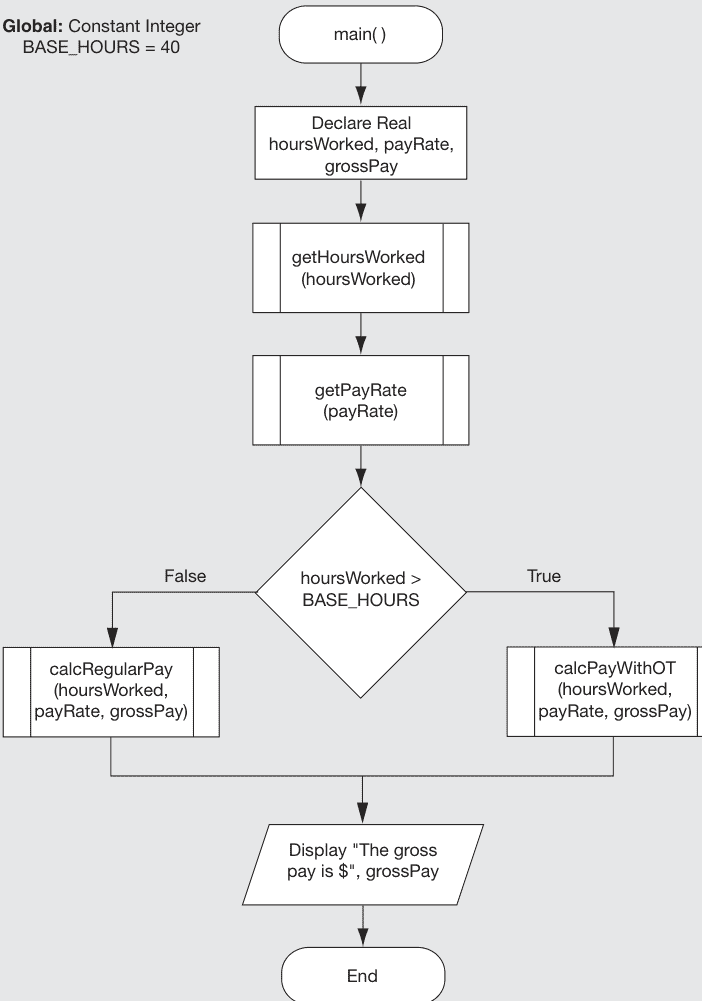 Global: Constant Integer
BASE_HOURS = 40
main( )
Declare Real
hoursWorked, payRate,
grossPay
getHoursWorked
(hoursWorked)
getPayRate
(payRate)
hoursWorked >
BASE_HOURS
False
True
calcRegularPay
(hoursWorked,
payRate, grossPay)
calcPayWithOT
(hoursWorked,
payRate, grossPay)
Display "The gross
pay is $", grossPay
End